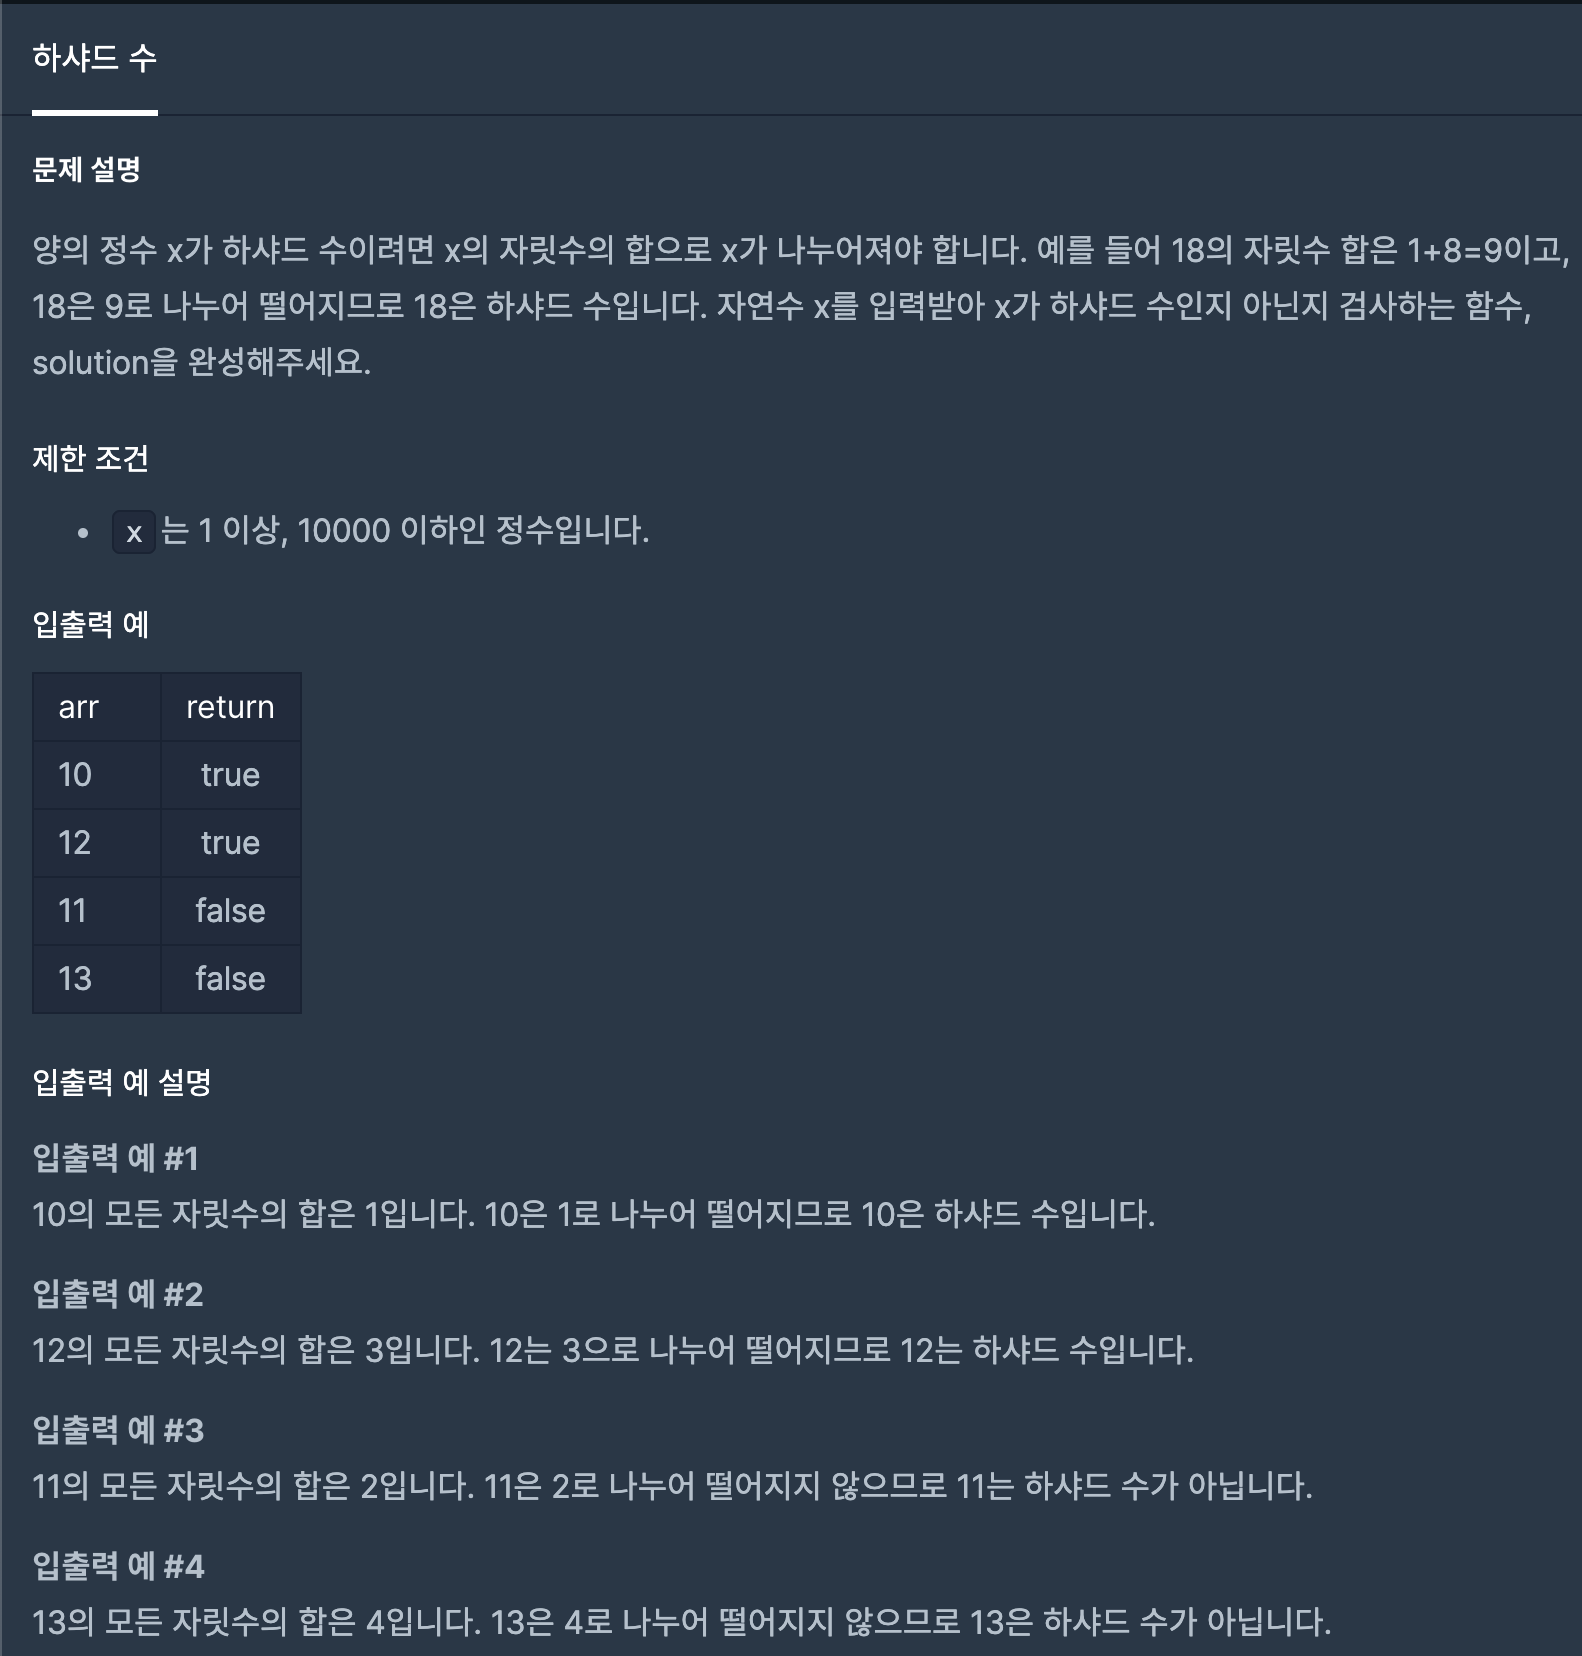 하샤드 수
문제 설명
양의 정수 x가 하샤드 수이려면 x의 자릿수의 합으로 x가 나누어져야 합니다. 예를 들어 18의 자릿수 합은 1+8=9이고,
18은 9로 나누어 떨어지므로 18은 하샤드 수입니다. 자연수 x를 입력받아 x가 하샤드 수인지 아닌지 검사하는 함수,
solution을 완성해주세요.
제한 조건
• x 는 1 이상, 10000 이하인 정수입니다.
입출력 예
arr return
10 true
12 true
11 false
13 false
입출력 예 설명
입출력 예 #1
10의 모든 자릿수의 합은 1입니다. 10은 1로 나누어 떨어지므로 10은 하샤드 수입니다.
입출력 예 #2
12의 모든 자릿수의 합은 3입니다. 12는 3으로 나누어 떨어지므로 12는 하샤드 수입니다.
입출력 예 #3
11의 모든 자릿수의 합은 2입니다. 11은 2로 나누어 떨어지지 않으므로 11는 하샤드 수가 아닙니다.
입출력 예 #4
13의 모든 자릿수의 합은 4입니다. 13은 4로 나누어 떨어지지 않으므로 13은 하샤드 수가 아닙니다.